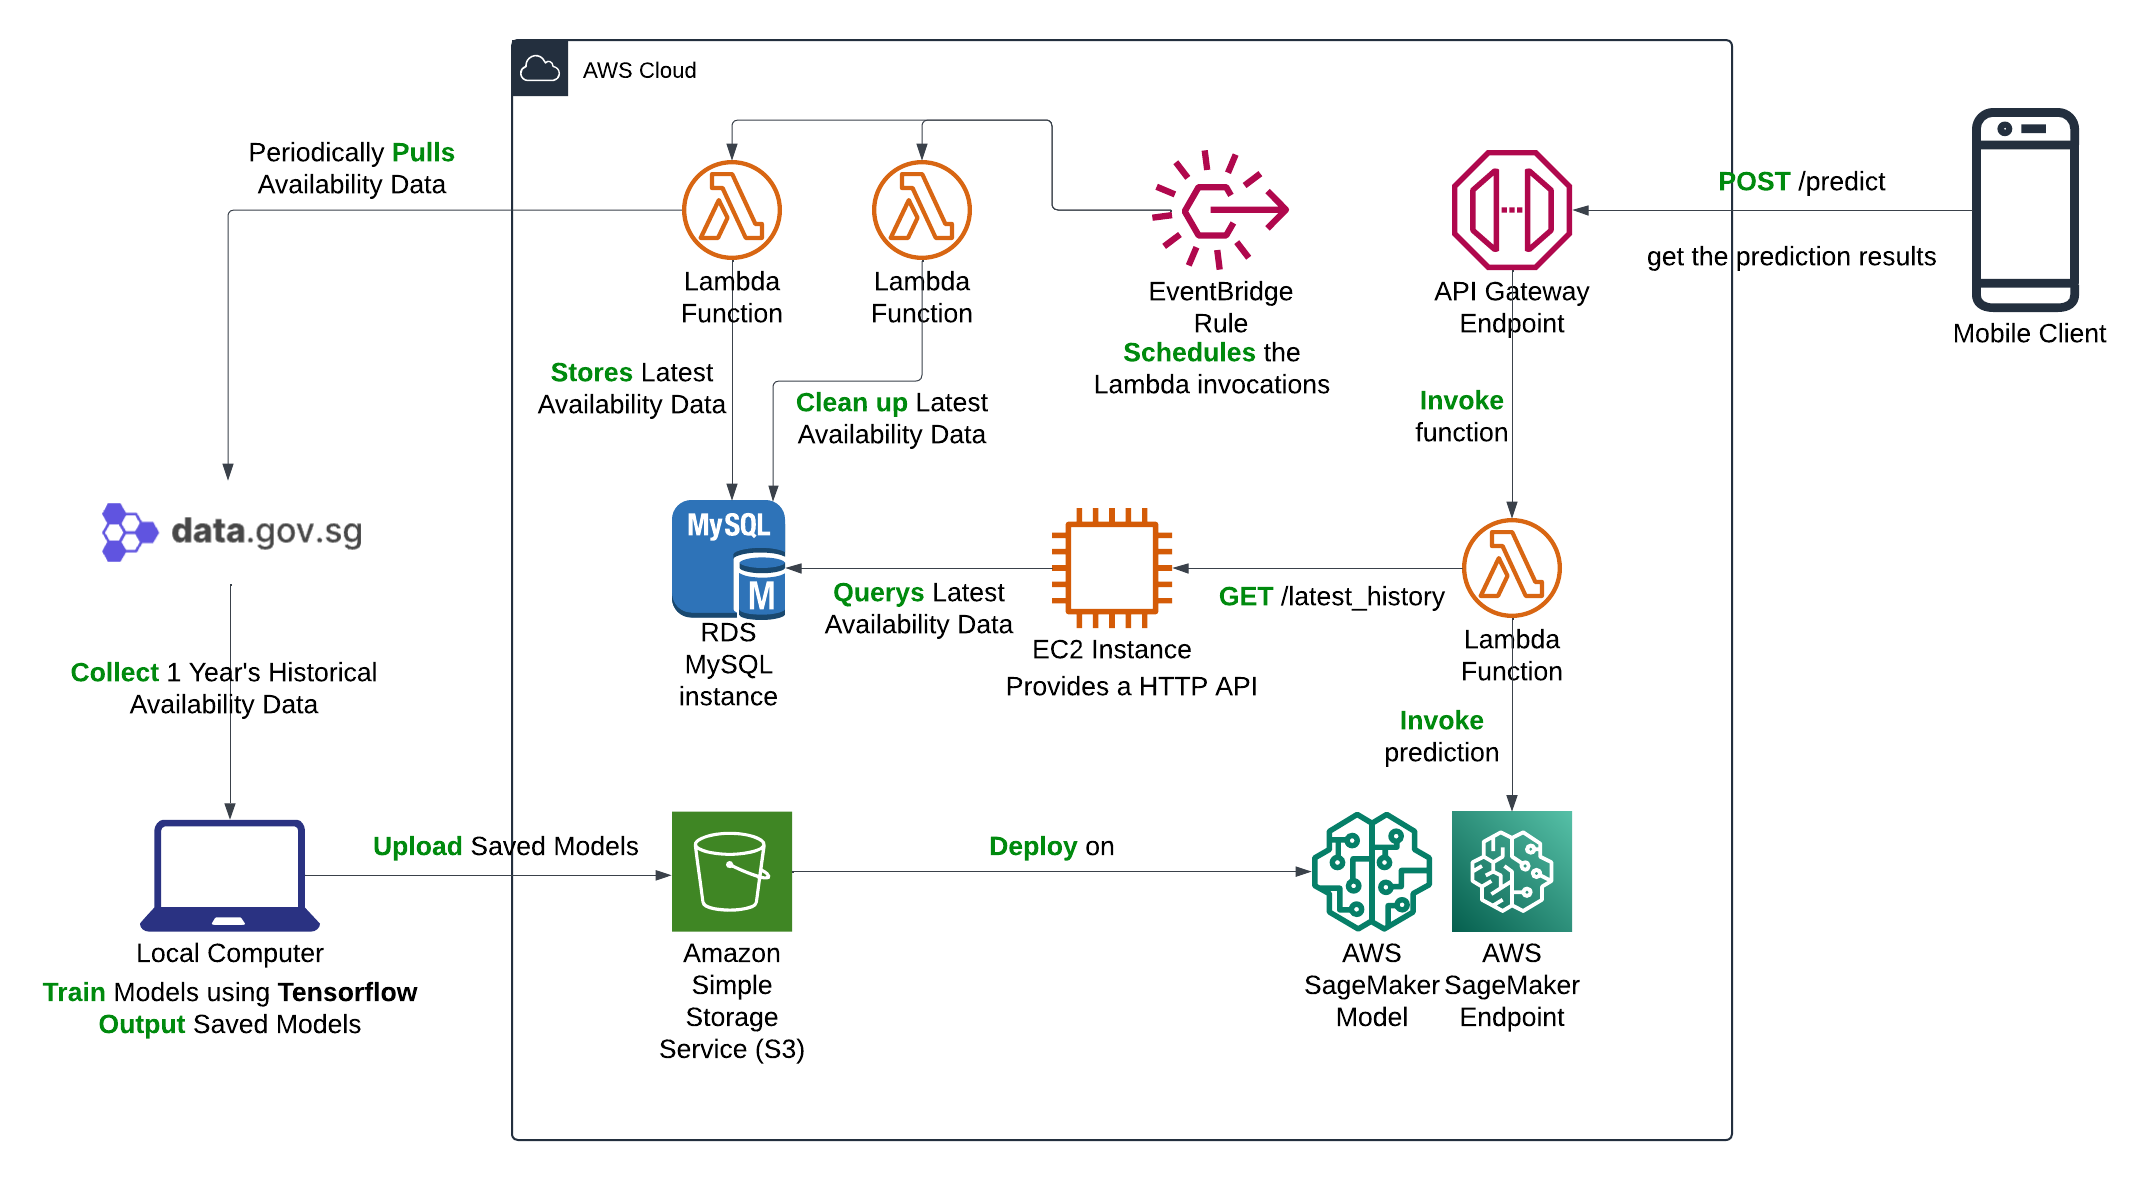 AWS Cloud
Periodically Pulls
Availability Data
Lambda
Function
Lambda
Function
EventBridge
Rule
Schedules the
Lambda invocations
API Gateway
Endpoint
POST /predict
get the prediction results
Mobile Client
Stores Latest
Availability Data
Clean up Latest
Availability Data
Invoke
function
data.gov.sg
MySQL
M
RDS
MySQL
instance
Querys Latest
Availability Data
EC2 Instance
Provides a HTTP API
GET /latest_history
Lambda
Function
Collect 1 Year's Historical
Availability Data
Invoke
prediction
Upload Saved Models
Deploy on
Local Computer
Train Models using Tensorflow
Output Saved Models
Amazon
Simple
Storage
Service (S3)
AWS
SageMaker
Model
AWS
SageMaker
Endpoint